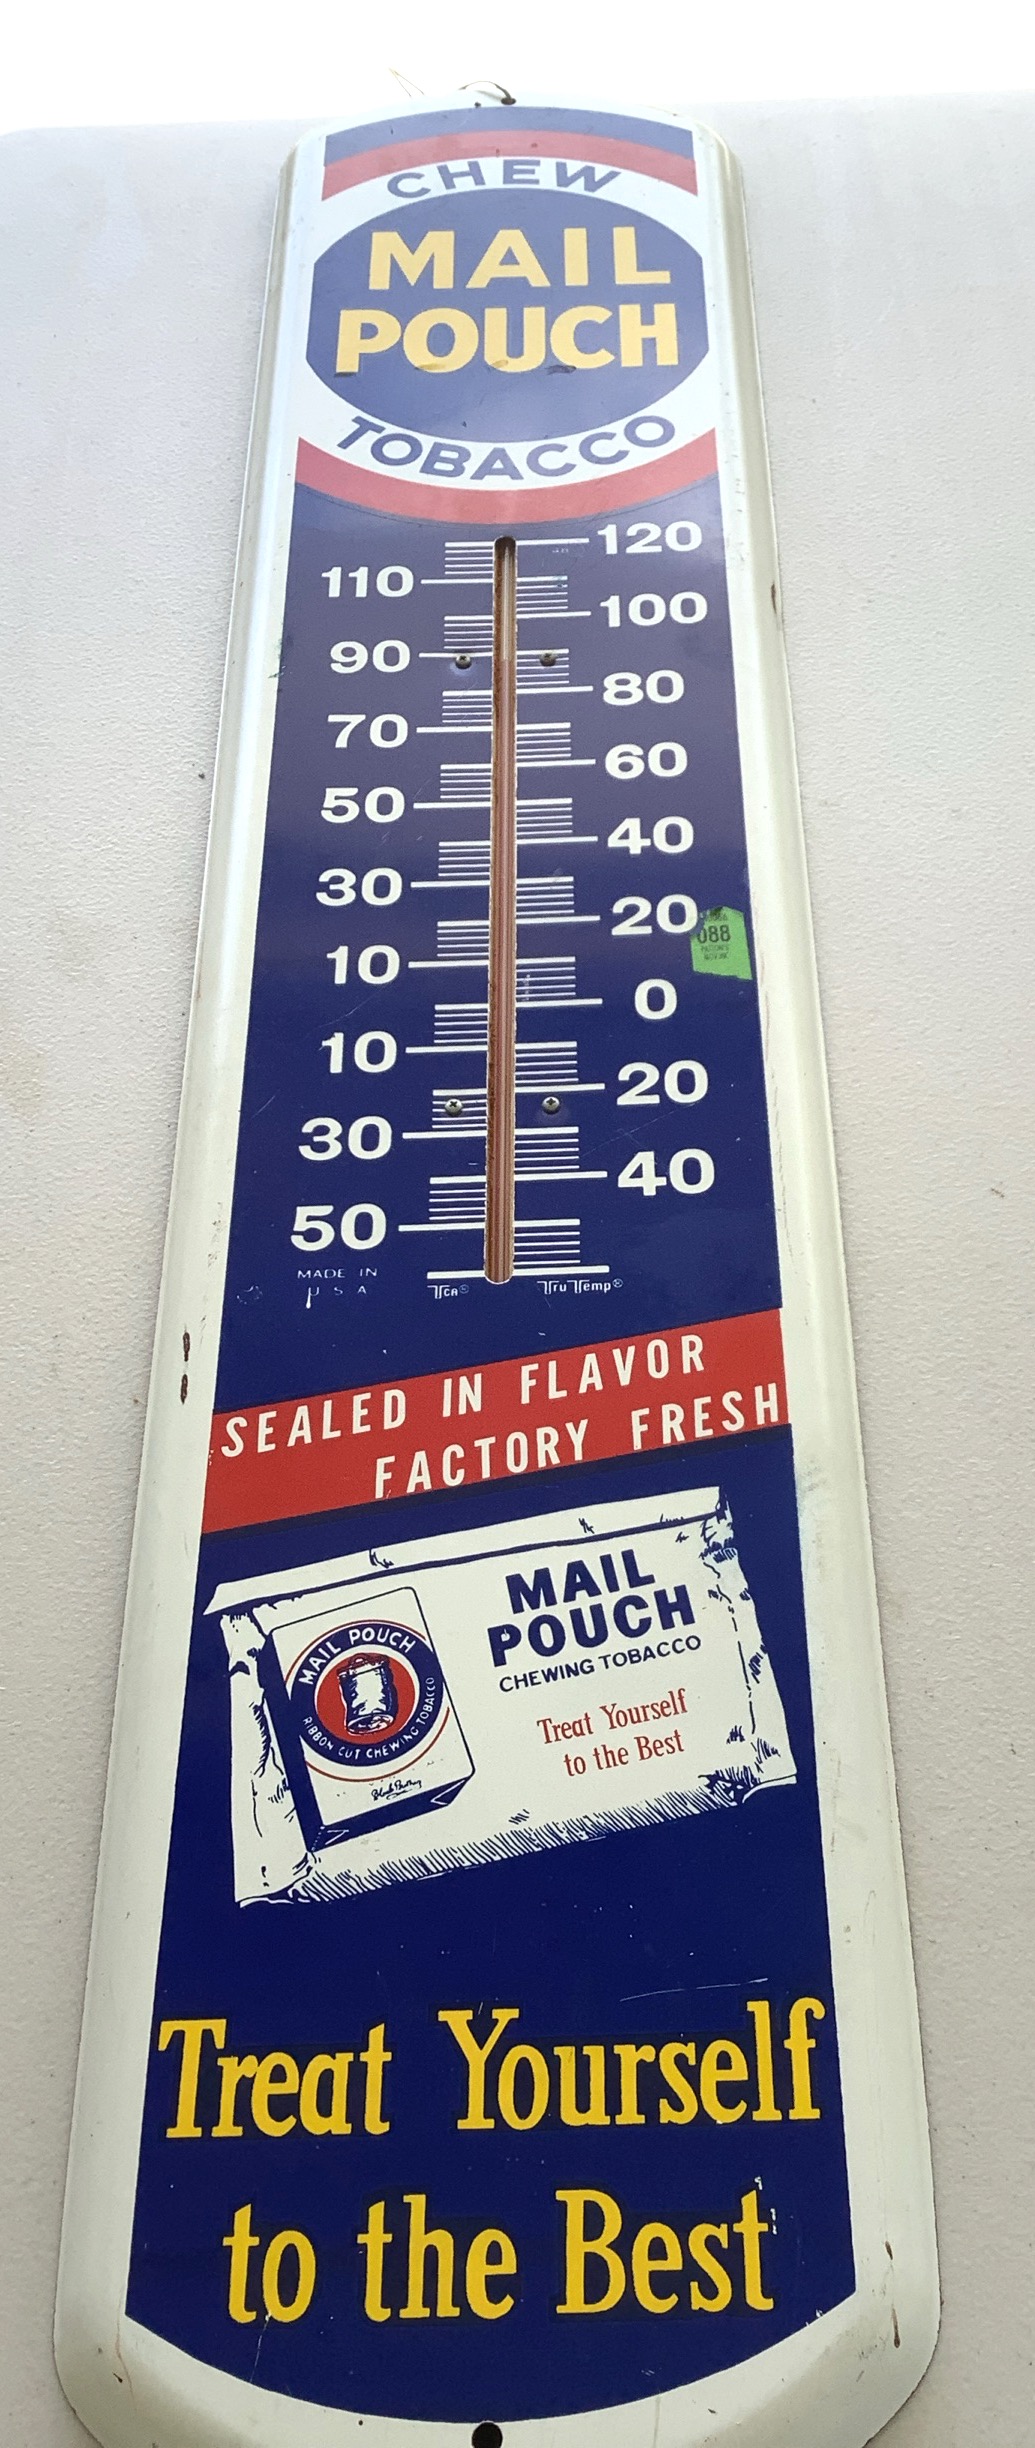 CHEW
MAIL
POUCH
TOBACCO
120
110
100
90
80
70
60
50
40
30
20
10
0
10
20
30
40
50
088
MADE IN
U S A
TCA®
Tru Temp®
SEALED IN FLAVOR
FACTORY FRESH
MAIL
POUCH
CHEWING TOBACCO
Treat Yourself
to the Best
MAIL POUCH
RIBBON CUT CHEWING TOBACCO
Treat Yourself
to the Best